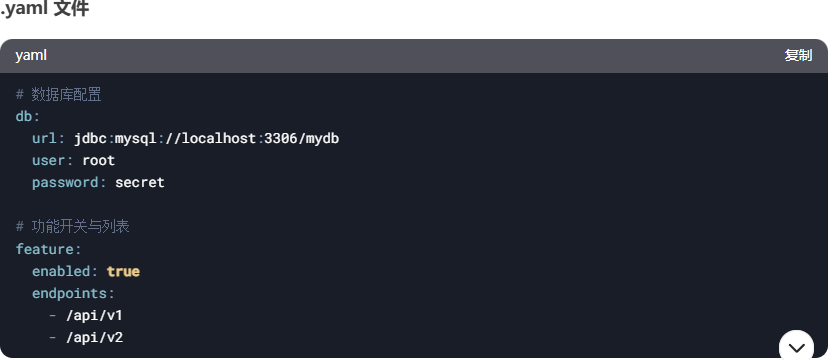 .yaml 文件
yaml
复制
# 数据库配置
db:
  url: jdbc:mysql://localhost:3306/mydb
  user: root
  password: secret

# 功能开关与列表
feature:
  enabled: true
  endpoints:
    - /api/v1
    - /api/v2